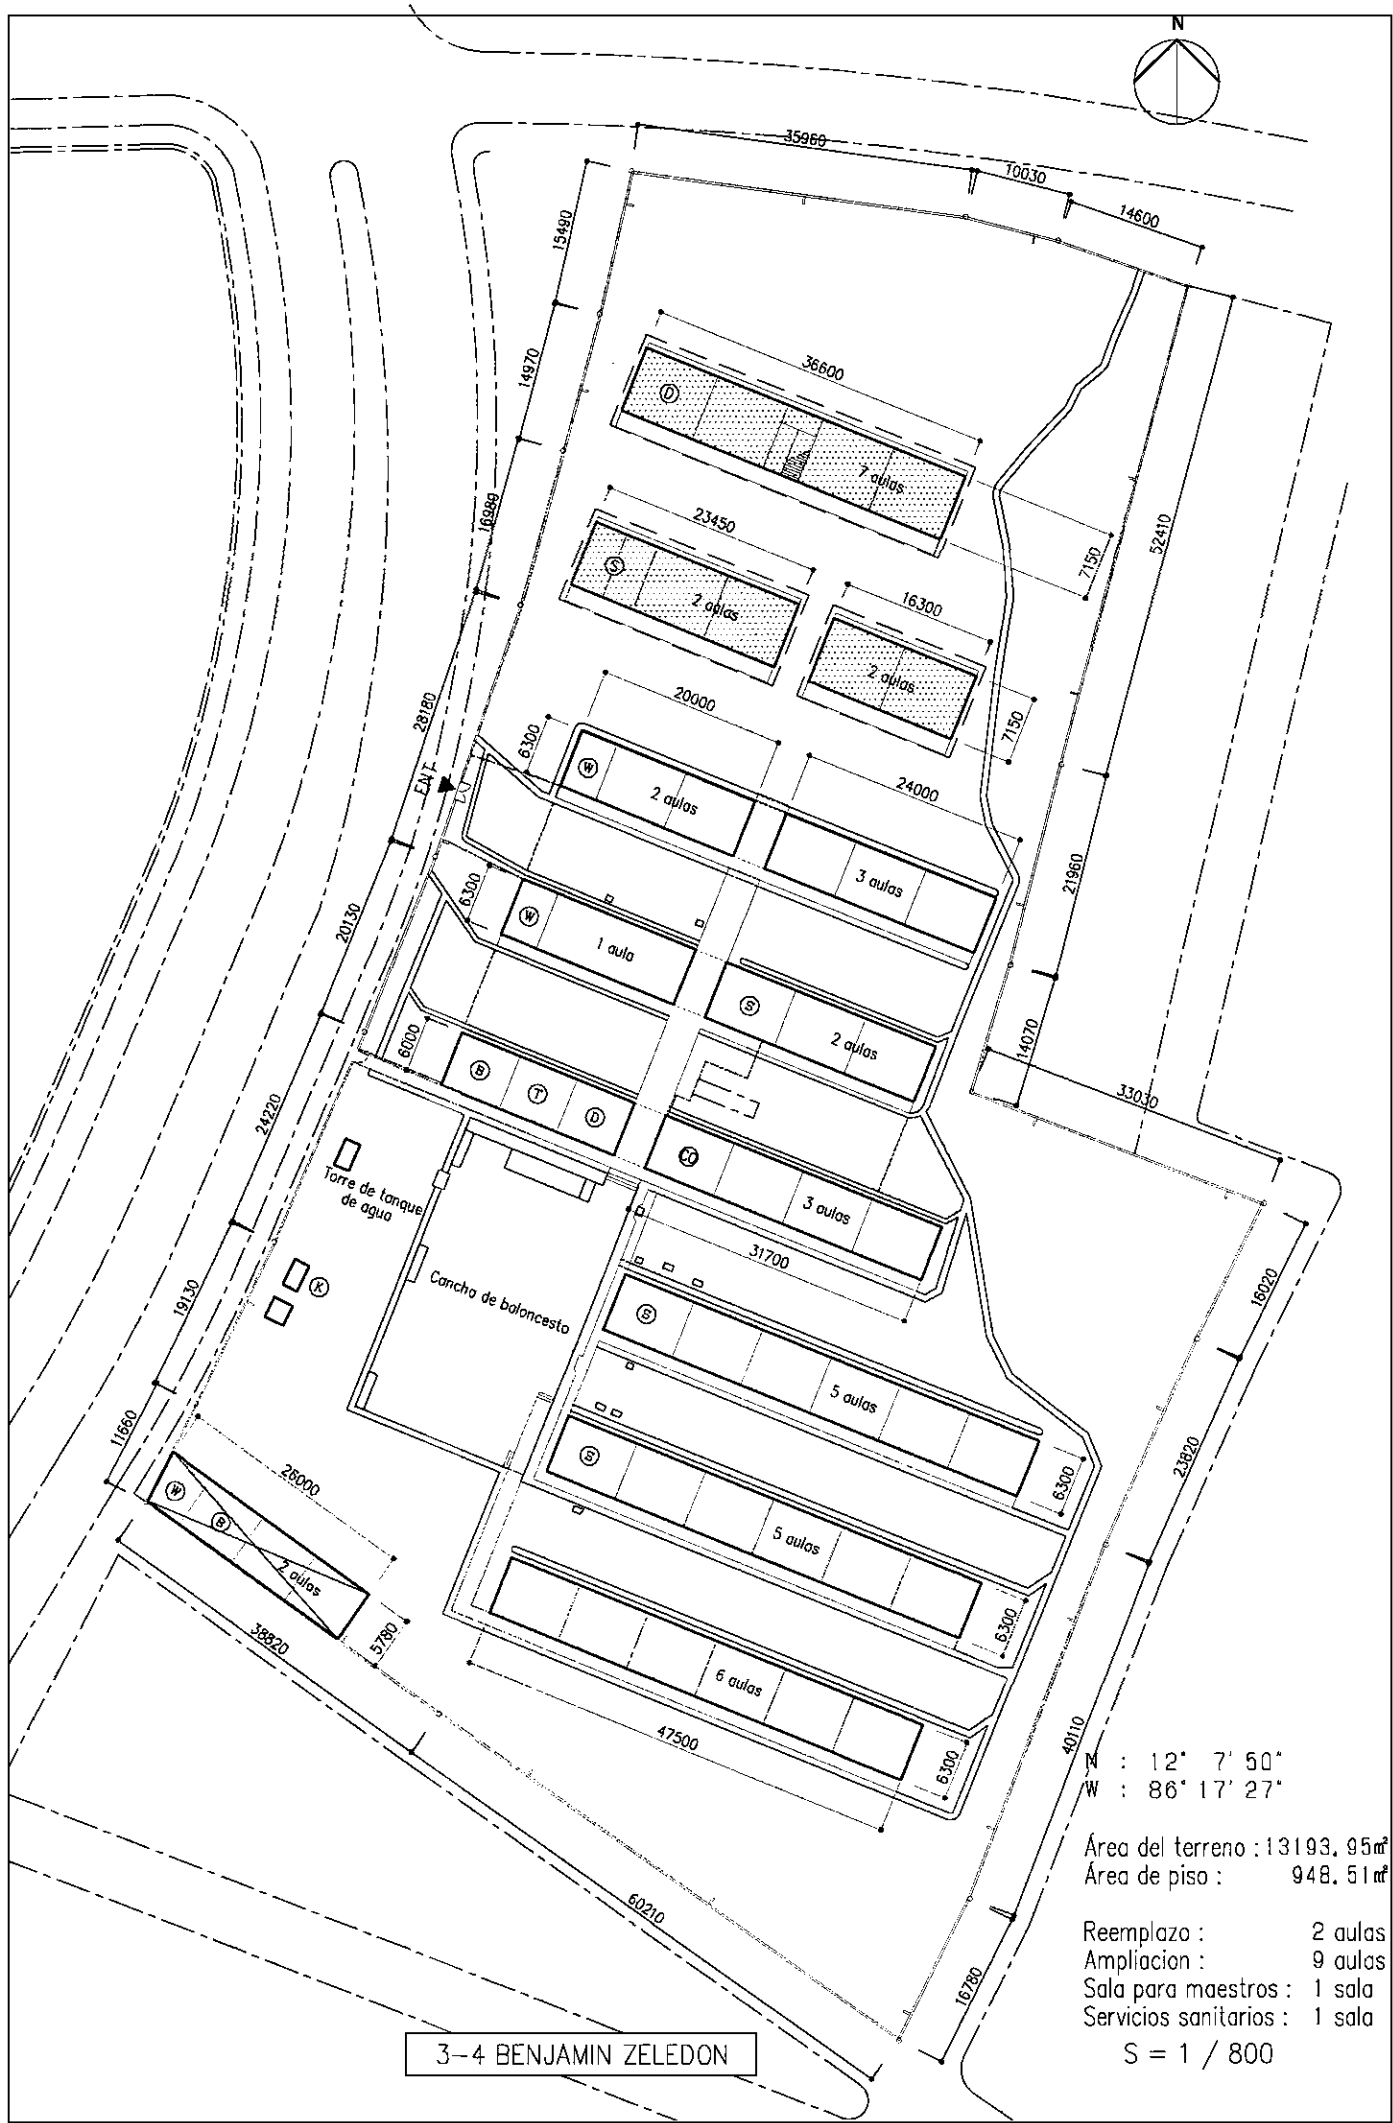 N
35960
10030
14600
15490
14970
16980
28180
20130
24220
19130
11660
52410
21960
14070
33030
16020
23820
40110
16780
60210
38820
36600
D
7 aulas
7150
23450
S
2 aulas
16300
2 aulas
7150
20000
6300
W
2 aulas
24000
3 aulas
ENT
6300
W
1 aula
S
2 aulas
6000
B
T
D
CO
3 aulas
31700
Torre de tanque
de agua
K
Cancha de baloncesto
S
5 aulas
6300
S
5 aulas
6300
6 aulas
6300
47500
26000
W
B
2 aulas
5780
N : 12° 7' 50"
W : 86° 17' 27"
Área del terreno : 13193.95㎡
Área de piso : 948.51㎡
Reemplazo : 2 aulas
Ampliacion : 9 aulas
Sala para maestros : 1 sala
Servicios sanitarios : 1 sala
S = 1 / 800
3-4 BENJAMIN ZELEDON